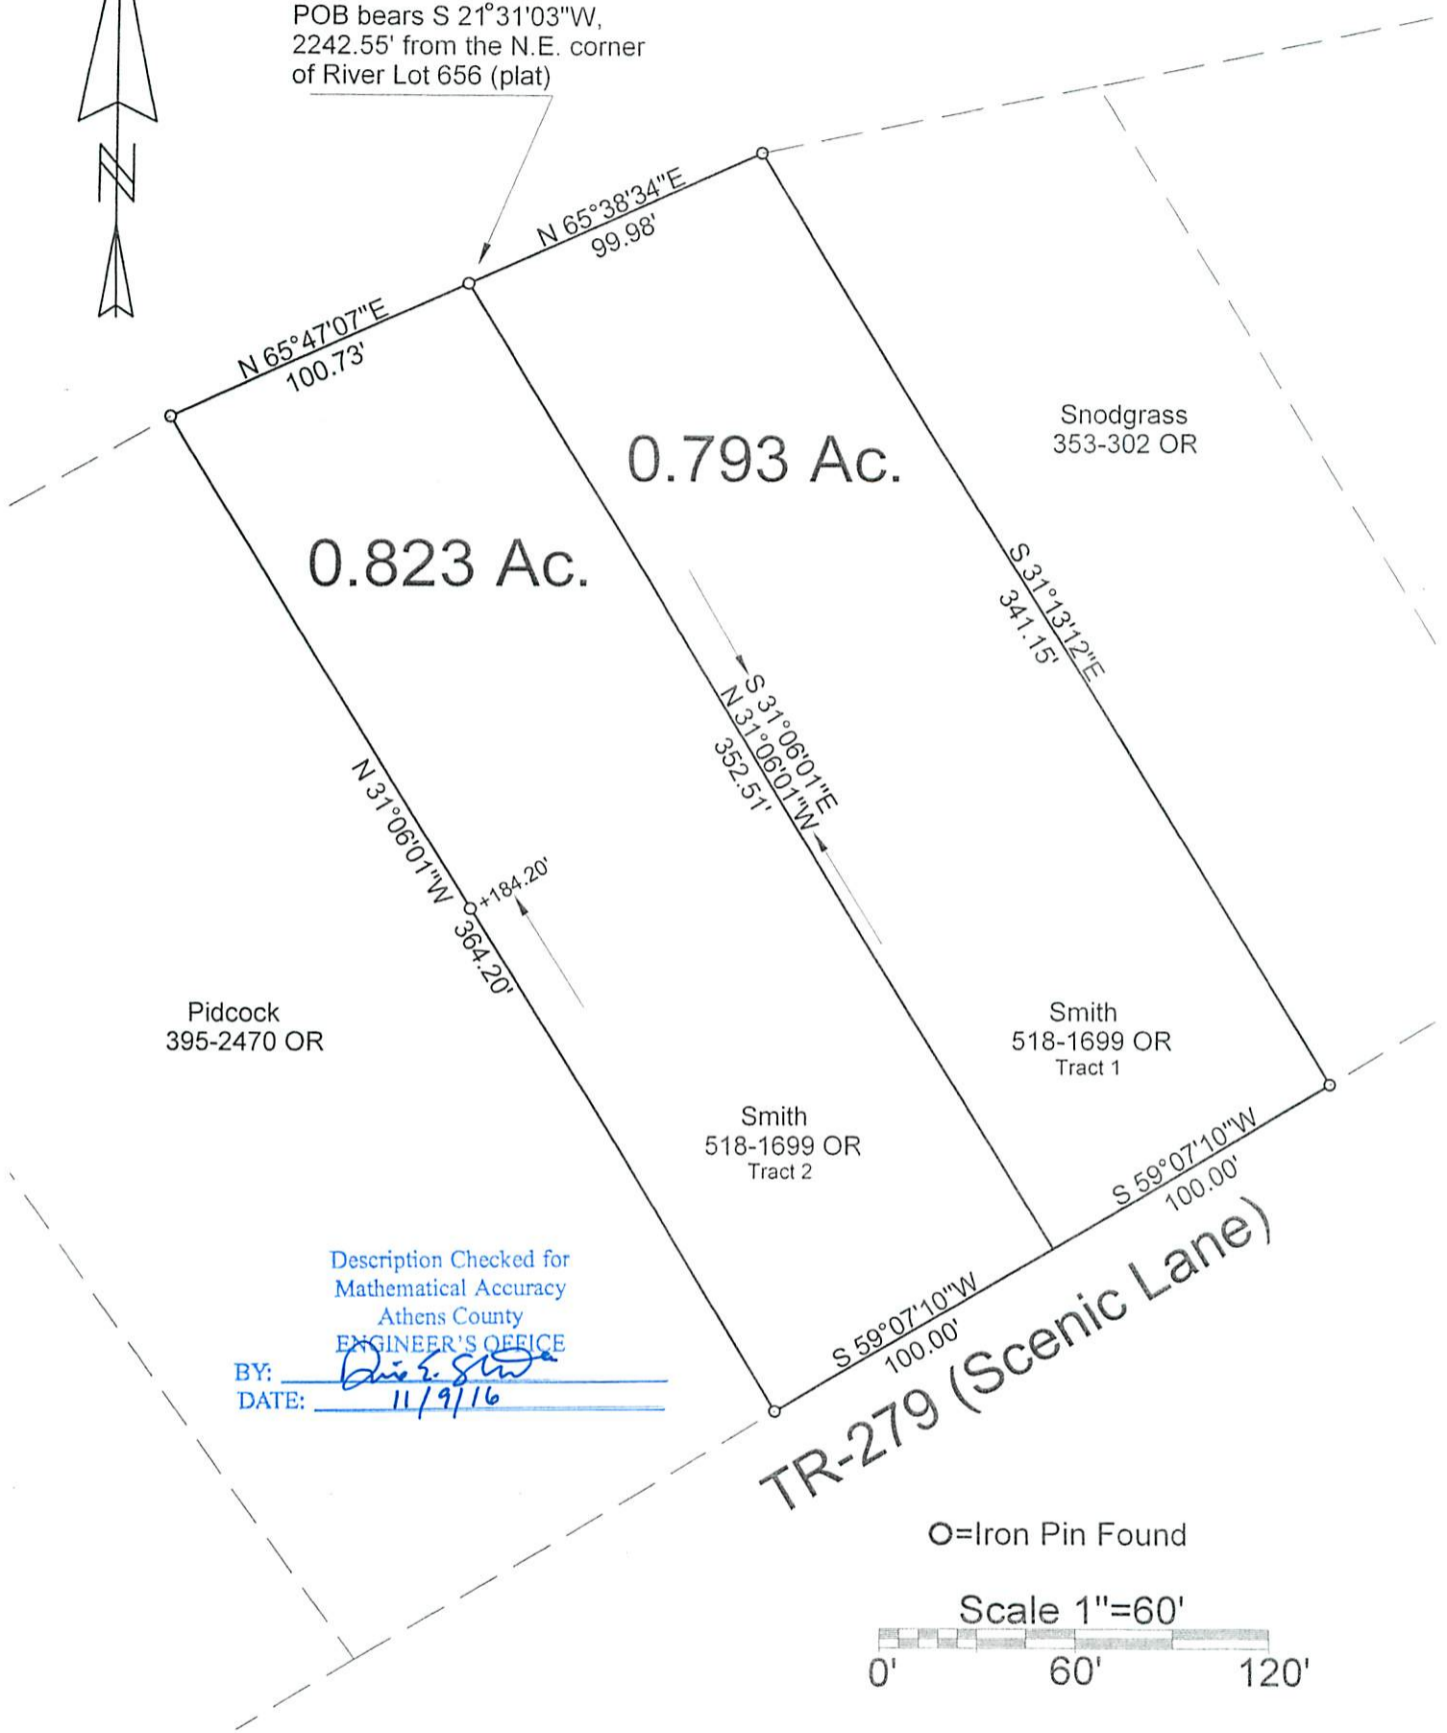 POB bears S 21°31'03"W,
2242.55' from the N.E. corner
of River Lot 656 (plat)
N
N 65°38'34"E
99.98'
N 65°47'07"E
100.73'
Snodgrass
353-302 OR
0.793 Ac.
0.823 Ac.
S 31°13'12"E
341.15'
S 31°06'01"E
N 31°06'01"W
352.51'
N 31°06'01"W
+184.20'
364.20'
Pidcock
395-2470 OR
Smith
518-1699 OR
Tract 1
Smith
518-1699 OR
Tract 2
S 59°07'10"W
100.00'
S 59°07'10"W
100.00'
TR-279 (Scenic Lane)
Description Checked for
Mathematical Accuracy
Athens County
ENGINEER'S OFFICE
BY:
DATE: 11/9/16
O=Iron Pin Found
Scale 1"=60'
0' 60' 120'